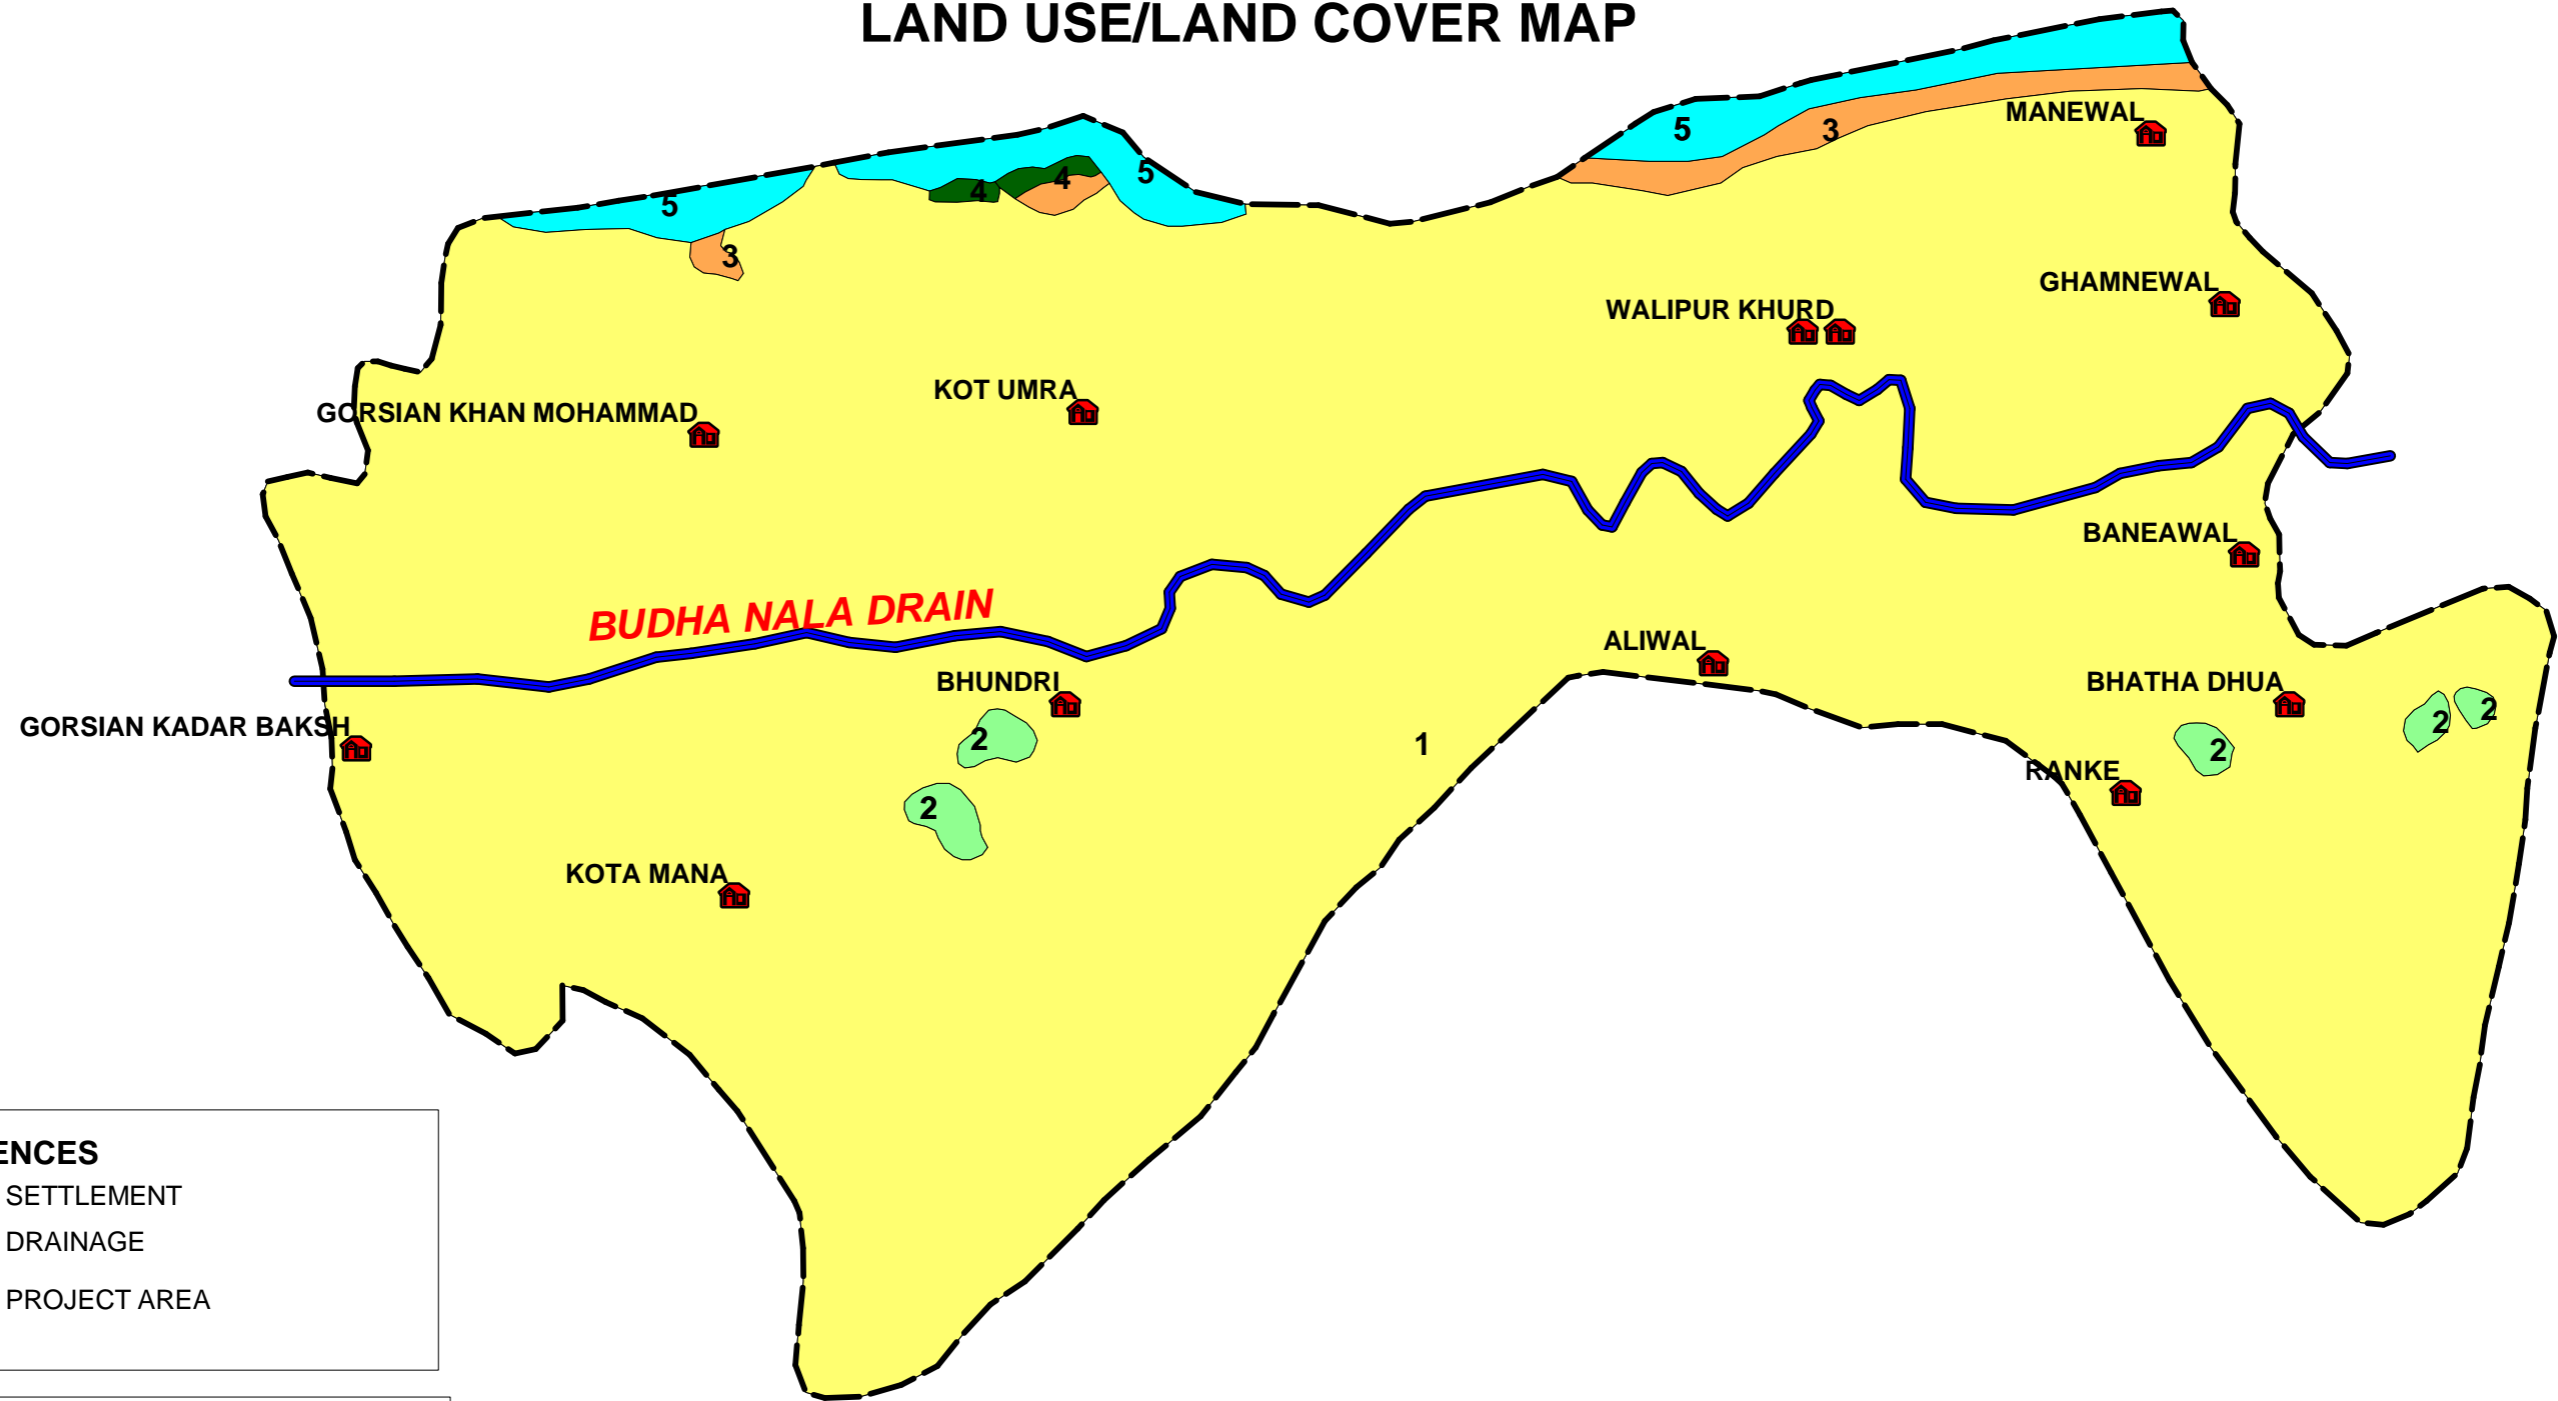 LAND USE/LAND COVER MAP
MANEWAL
5
3
5
4
4
5
3
GHAMNEWAL
WALIPUR KHURD
KOT UMRA
GORSIAN KHAN MOHAMMAD
BANEAWAL
BUDHA NALA DRAIN
ALIWAL
BHUNDRI
BHATHA DHUA
GORSIAN KADAR BAKSH
2
1
2
2
2
RANKE
2
KOTA MANA
ENCES
SETTLEMENT
DRAINAGE
PROJECT AREA